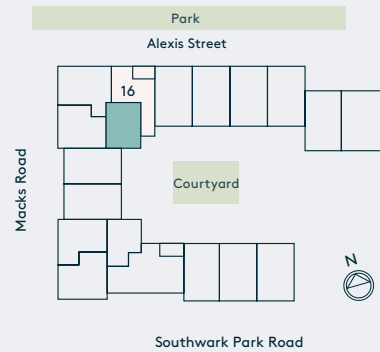 Park
Alexis Street
16
Macks Road
Courtyard
N
Southwark Park Road